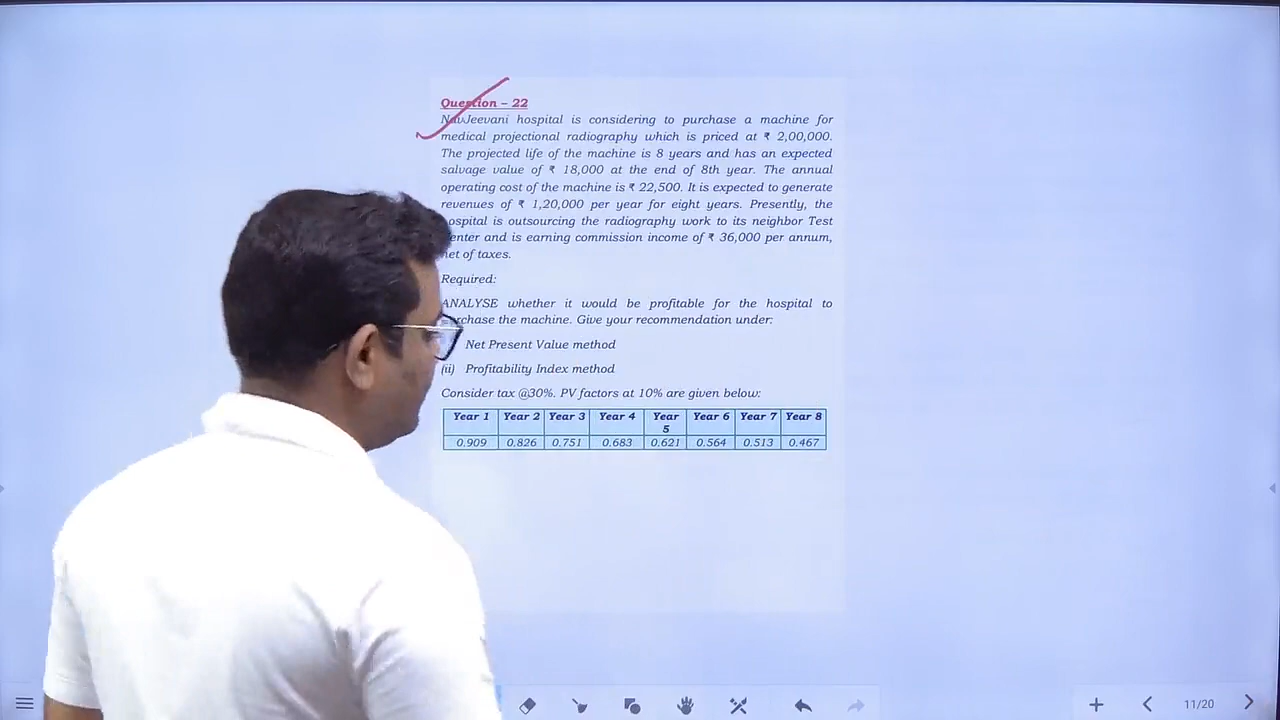 Question – 22
NavJeevani hospital is considering to purchase a machine for
medical projectional radiography which is priced at ₹ 2,00,000.
The projected life of the machine is 8 years and has an expected
salvage value of ₹ 18,000 at the end of 8th year. The annual
operating cost of the machine is ₹ 22,500. It is expected to generate
revenues of ₹ 1,20,000 per year for eight years. Presently, the
ospital is outsourcing the radiography work to its neighbor Test
enter and is earning commission income of ₹ 36,000 per annum,
net of taxes.
Required:
ANALYSE whether it would be profitable for the hospital to
rchase the machine. Give your recommendation under:
Net Present Value method
(ii) Profitability Index method
Consider tax @30%. PV factors at 10% are given below:
Year 1 Year 2 Year 3 Year 4 Year 5 Year 6 Year 7 Year 8
0.909 0.826 0.751 0.683 0.621 0.564 0.513 0.467
11/20